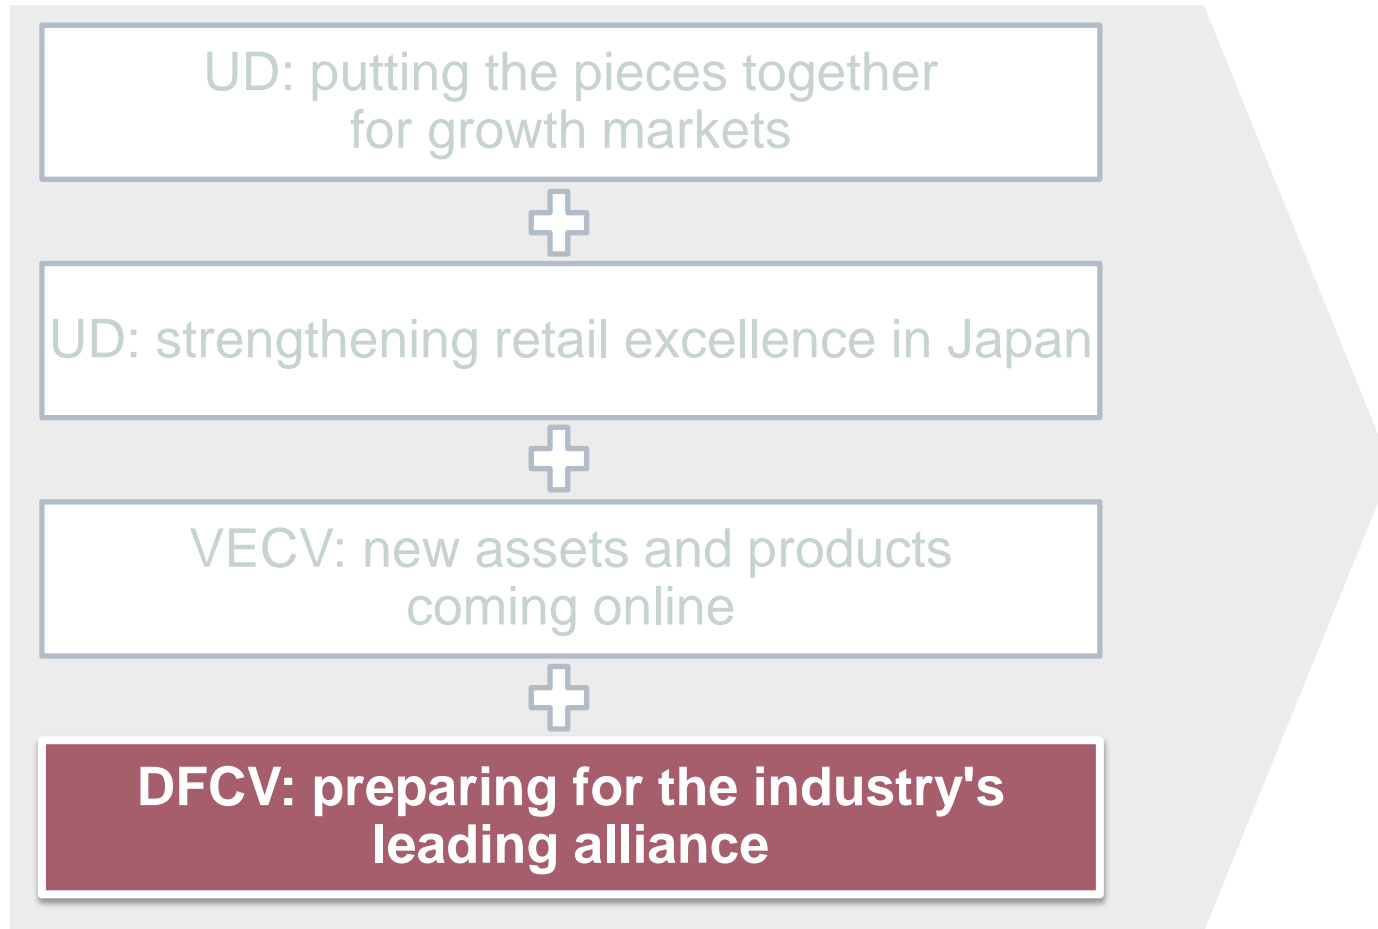 UD: putting the pieces together
for growth markets
UD: strengthening retail excellence in Japan
VECV: new assets and products
coming online
DFCV: preparing for the industry's
leading alliance